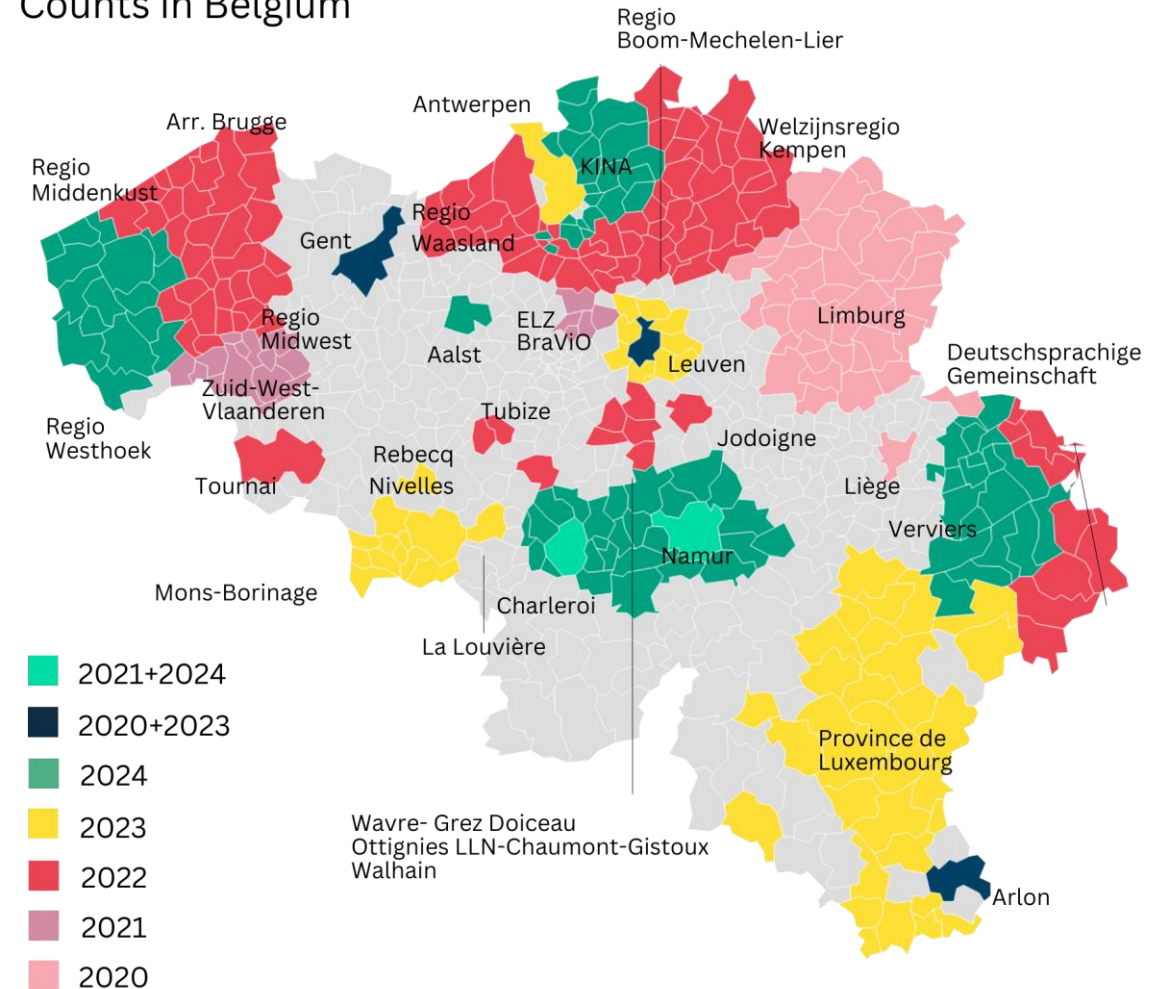 Counts in Belgium
Regio
Boom-Mechelen-Lier
Antwerpen
Arr. Brugge
Welzijnsregio
Kempen
Regio
Middenkust
KINA
Regio
Waasland
Gent
Regio
Midwest
ELZ
BraViO
Limburg
Aalst
Leuven
Deutschsprachige
Gemeinschaft
Zuid-West-
Vlaanderen
Tubize
Regio
Westhoek
Jodoigne
Rebecq
Nivelles
Tournai
Liège
Verviers
Namur
Mons-Borinage
Charleroi
La Louvière
2021+2024
2020+2023
2024
2023
2022
2021
2020
Province de
Luxembourg
Wavre- Grez Doiceau
Ottignies LLN-Chaumont-Gistoux
Walhain
Arlon